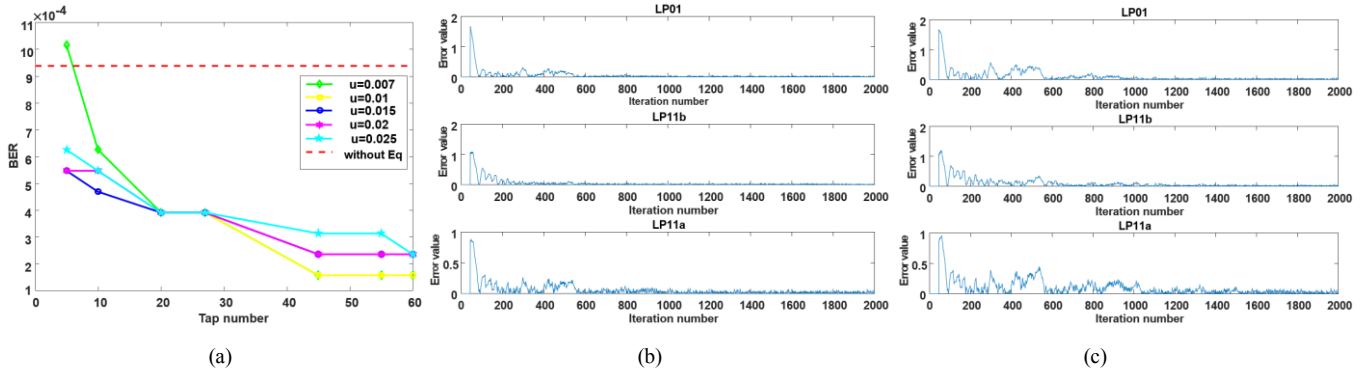 ×10⁻⁴
11
10
9
8
7
6
5
4
3
2
1
BER
0 10 20 30 40 50 60
Tap number
u=0.007
u=0.01
u=0.015
u=0.02
u=0.025
without Eq
(a)
LP01
Error value
2
1
0
0 200 400 600 800 1000 1200 1400 1600 1800 2000
Iteration number
LP11b
Error value
2
1
0
0 200 400 600 800 1000 1200 1400 1600 1800 2000
Iteration number
LP11a
Error value
1
0.5
0
0 200 400 600 800 1000 1200 1400 1600 1800 2000
Iteration number
(b)
LP01
Error value
2
1
0
0 200 400 600 800 1000 1200 1400 1600 1800 2000
Iteration number
LP11b
Error value
2
1
0
0 200 400 600 800 1000 1200 1400 1600 1800 2000
Iteration number
LP11a
Error value
1
0.5
0
0 200 400 600 800 1000 1200 1400 1600 1800 2000
Iteration number
(c)